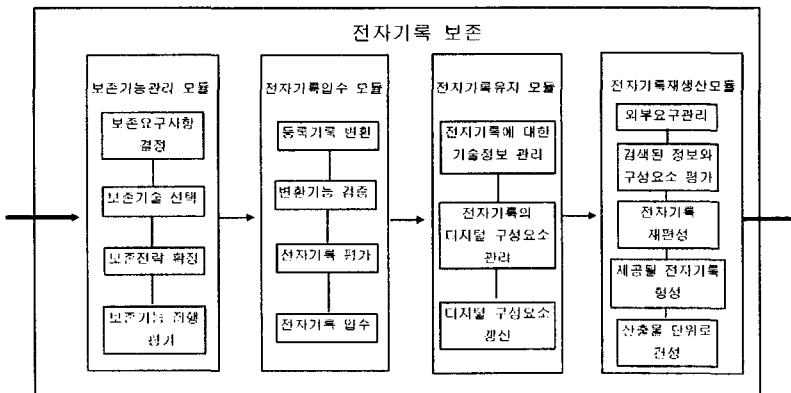 전자기록 보존
보존기능관리 모듈
보존요구사항
결정
보존기술 선택
보존전략 확정
보존기능 집행
평가
전자기록입수 모듈
등록기록 변환
변환기능 검증
전자기록 평가
전자기록 입수
전자기록유지 모듈
전자기록에 대한
기술정보 관리
전자기록의
디지털 구성요소
관리
디지털 구성요소
갱신
전자기록재생산모듈
외부요구관리
검색된 정보와
구성요소 평가
전자기록
재편성
제공될 전자기록
형성
산출물 단위로
편성